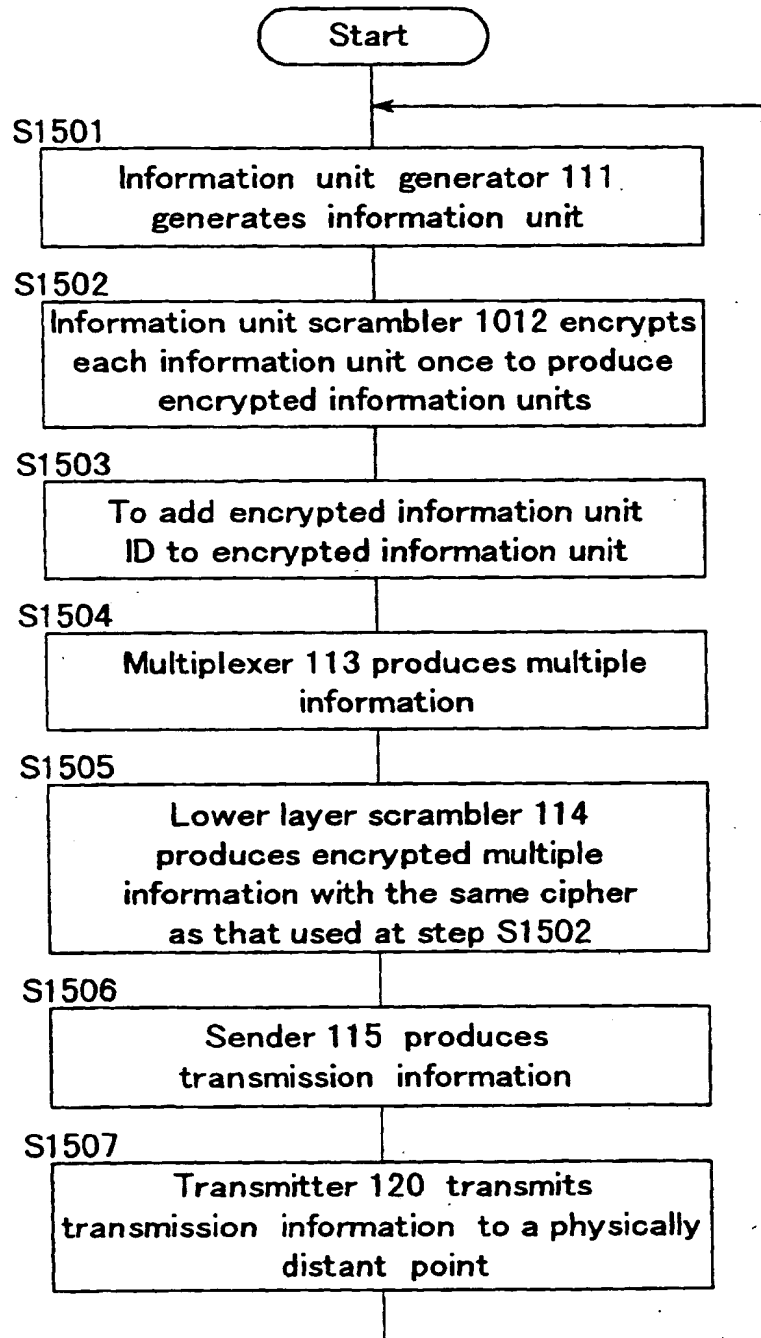 Start
S1501
Information unit generator 111
generates information unit
S1502
Information unit scrambler 1012 encrypts
each information unit once to produce
encrypted information units
S1503
To add encrypted information unit
ID to encrypted information unit
S1504
Multiplexer 113 produces multiple
information
S1505
Lower layer scrambler 114
produces encrypted multiple
information with the same cipher
as that used at step S1502
S1506
Sender 115 produces
transmission information
S1507
Transmitter 120 transmits
transmission information to a physically
distant point